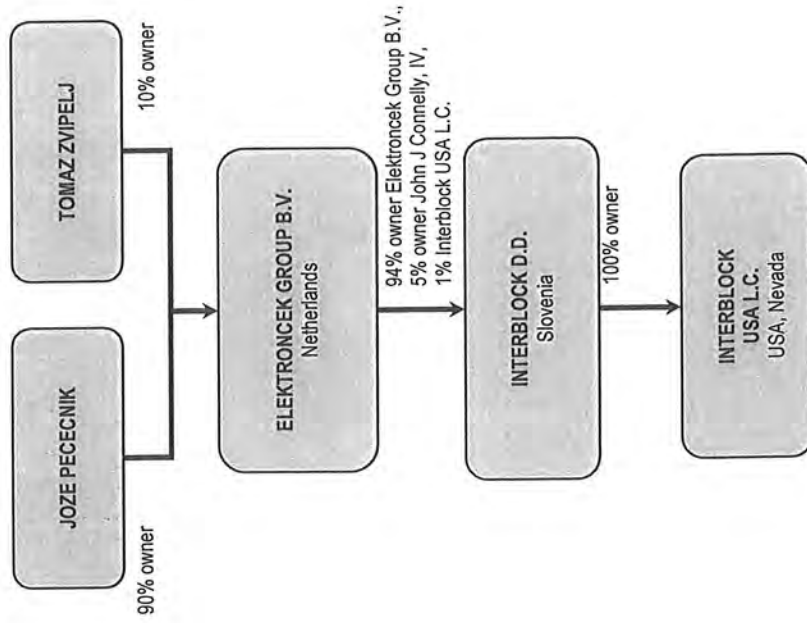 JOZE PECECNIK
TOMAZ ZVIPELJ
90% owner
10% owner
ELEKTRONCEK GROUP B.V.
Netherlands
94% owner Elektroncek Group B.V.,
5% owner John J Connelly, IV,
1% Interblock USA L.C.
INTERBLOCK D.D.
Slovenia
100% owner
INTERBLOCK
USA L.C.
USA, Nevada